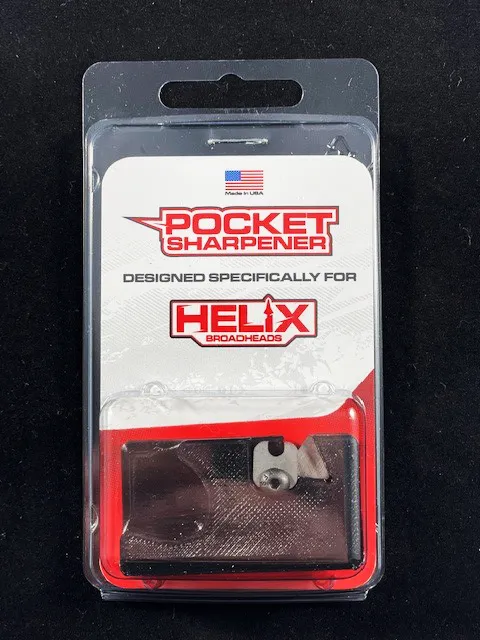 Made in USA
POCKET
SHARPENER
DESIGNED SPECIFICALLY FOR
HELIX
BROADHEADS